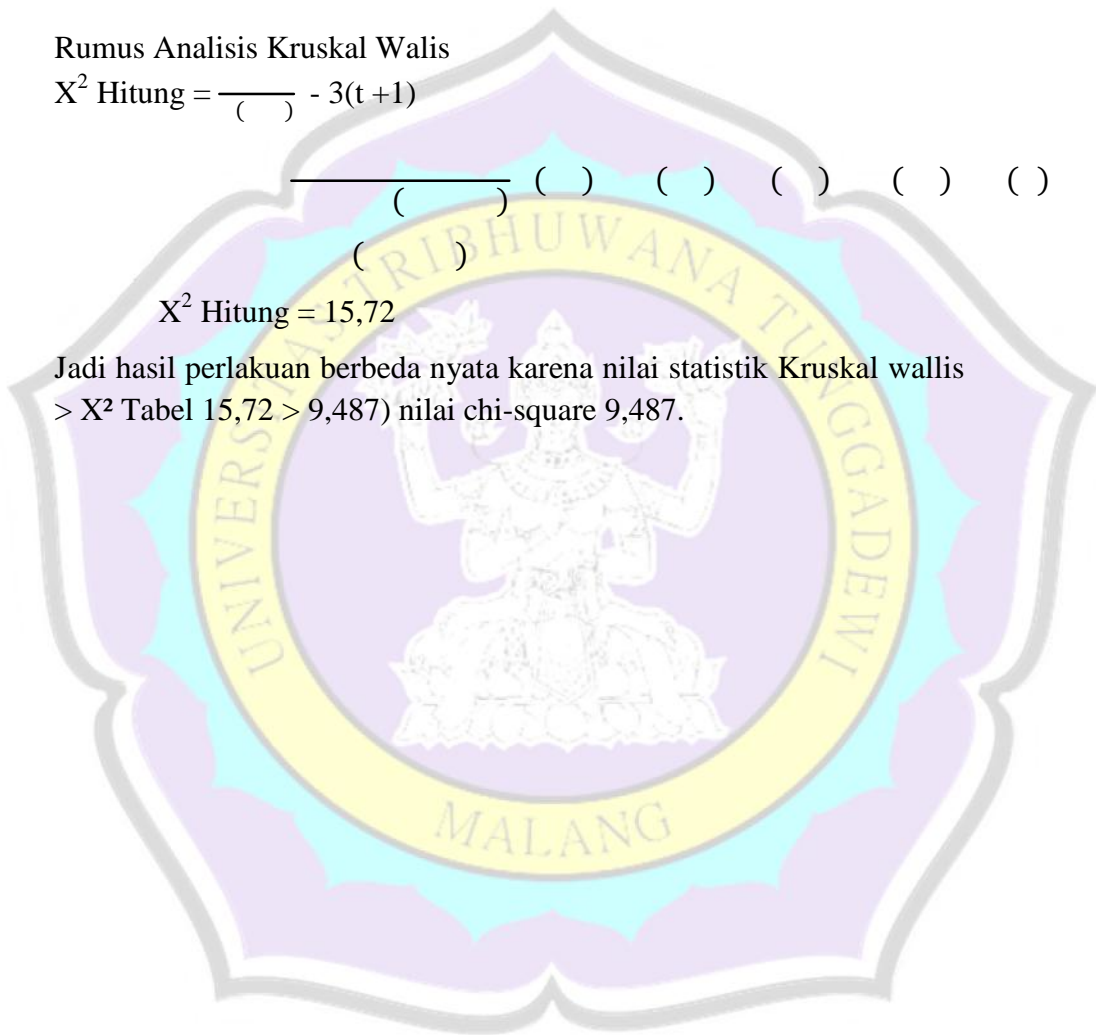 Rumus Analisis Kruskal Walis
X² Hitung = ( ) - 3(t +1)
( ) ( ) ( ) ( ) ( ) ( )
( )
X² Hitung = 15,72
Jadi hasil perlakuan berbeda nyata karena nilai statistik Kruskal wallis
> X² Tabel 15,72 > 9,487) nilai chi-square 9,487.
UNIVERSITAS TRIBHUWANA TUNGGADEWI
MALANG